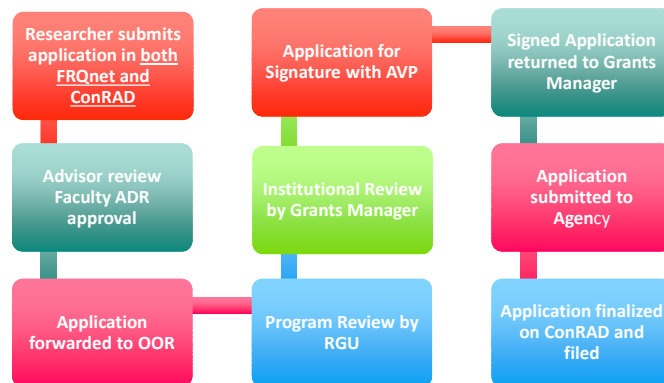 Researcher submits
application in both
FRQnet and
ConRAD
Advisor review
Faculty ADR
approval
Application
forwarded to OOR
Program Review by
RGU
Institutional Review
by Grants Manager
Application for
Signature with AVP
Signed Application
returned to Grants
Manager
Application
submitted to
Agency
Application finalized
on ConRAD and
filed